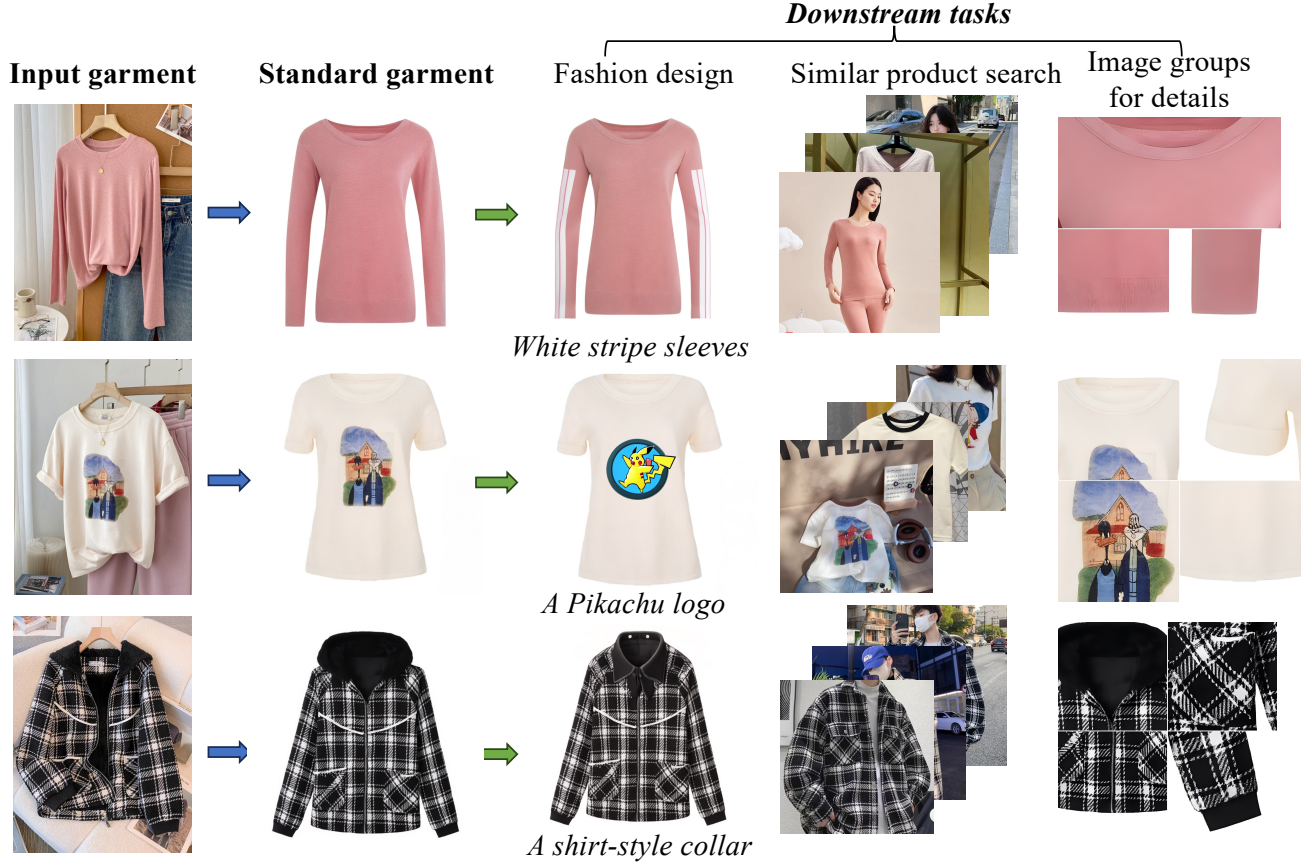 Downstream tasks
Input garment
Standard garment
Fashion design
Similar product search
Image groups
for details
White stripe sleeves
A Pikachu logo
A shirt-style collar